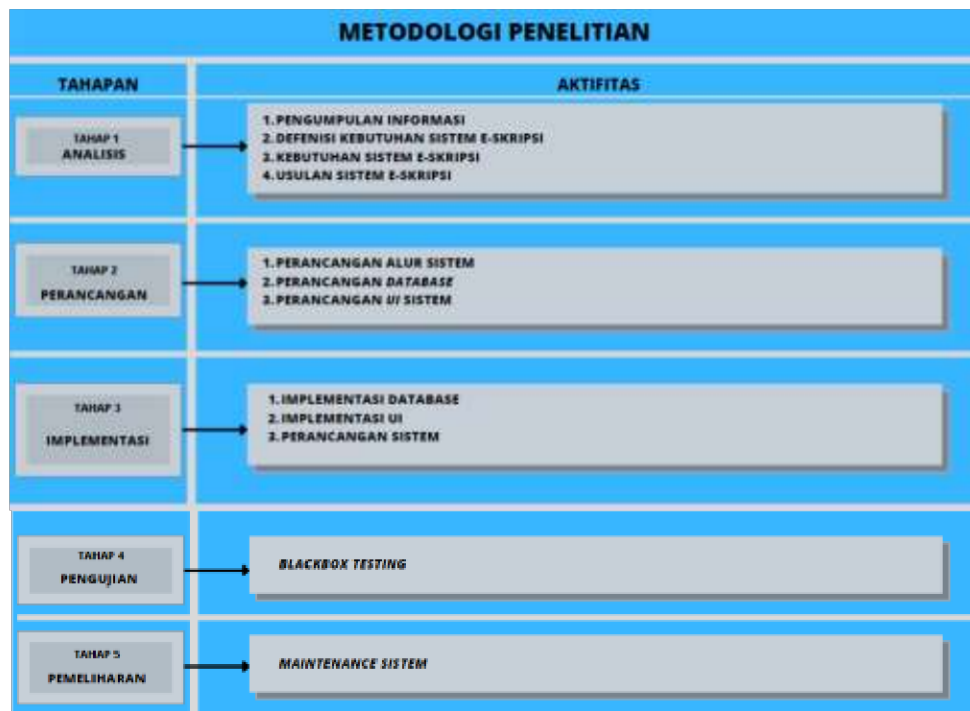 METODOLOGI PENELITIAN
TAHAPAN
AKTIFITAS
TAHAP 1
ANALISIS
1. PENGUMPULAN INFORMASI
2. DEFENISI KEBUTUHAN SISTEM E-SKRIPSI
3. KEBUTUHAN SISTEM E-SKRIPSI
4. USULAN SISTEM E-SKRIPSI
TAHAP 2
PERANCANGAN
1. PERANCANGAN ALUR SISTEM
2. PERANCANGAN DATABASE
3. PERANCANGAN UI SISTEM
TAHAP 3
IMPLEMENTASI
1. IMPLEMENTASI DATABASE
2. IMPLEMENTASI UI
3. PERANCANGAN SISTEM
TAHAP 4
PENGUJIAN
BLACKBOX TESTING
TAHAP 5
PEMELIHARAN
MAINTENANCE SISTEM